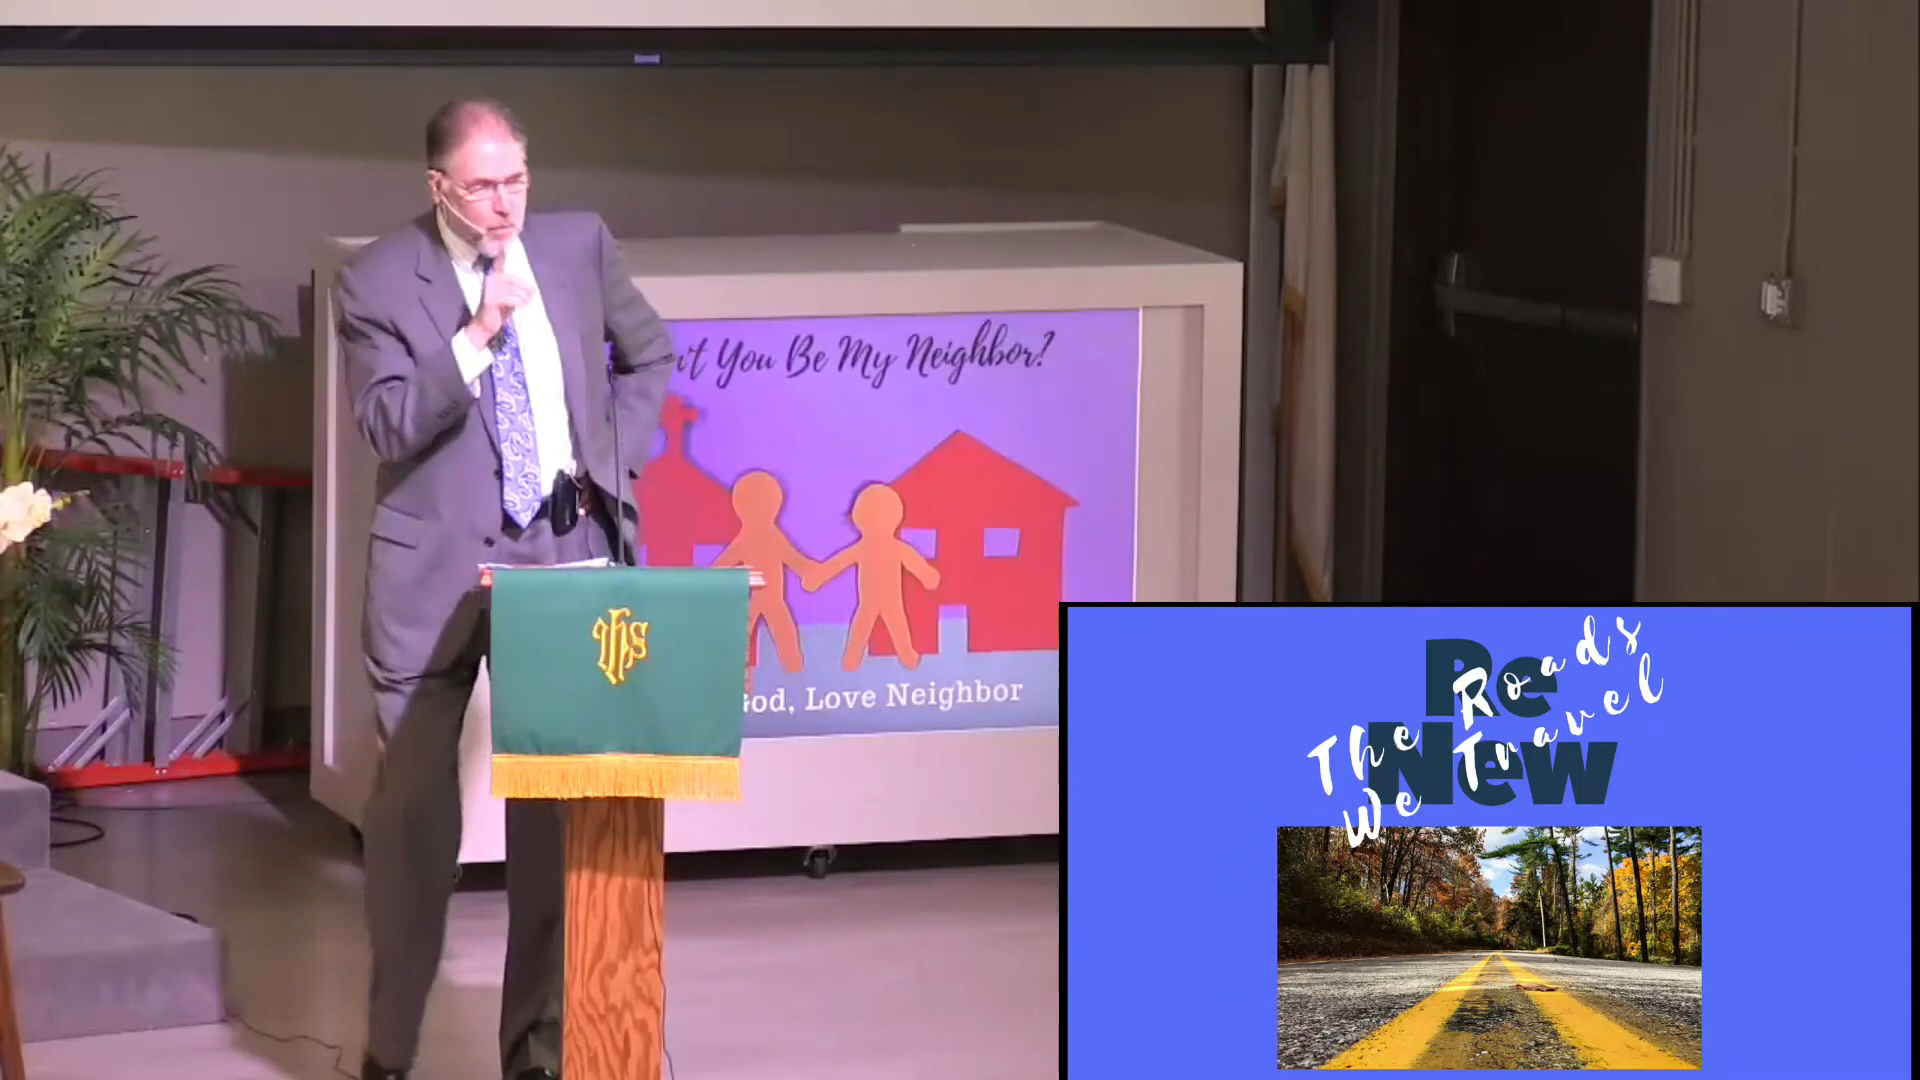 't You Be My Neighbor?
IHS
od, Love Neighbor
Re
New
The Roads
We Travel